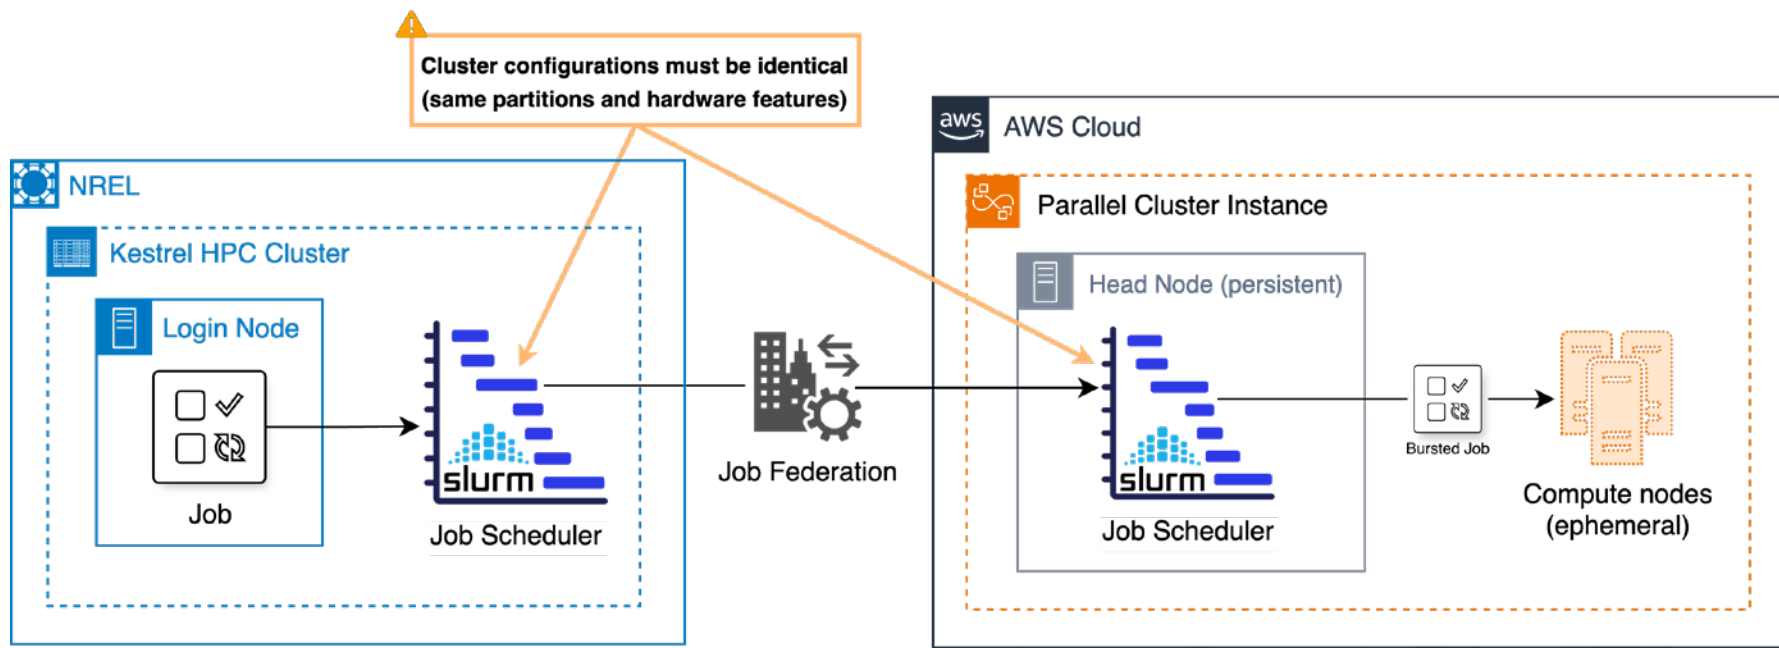 Cluster configurations must be identical
(same partitions and hardware features)
NREL
Kestrel HPC Cluster
Login Node
Job
slurm
Job Scheduler
Job Federation
aws
AWS Cloud
Parallel Cluster Instance
Head Node (persistent)
slurm
Job Scheduler
Bursted Job
Compute nodes
(ephemeral)